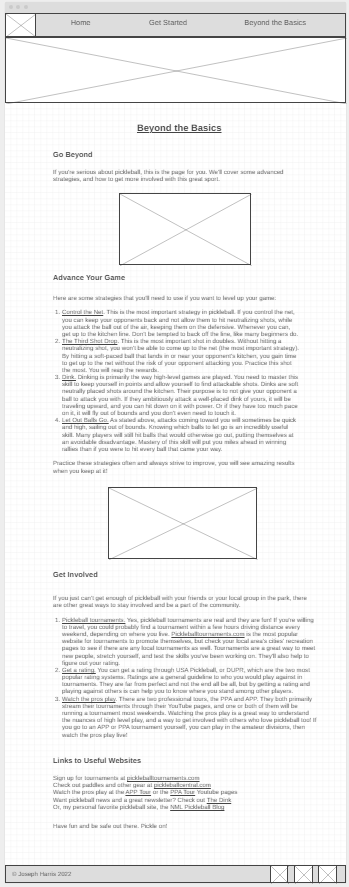 Home Get Started Beyond the Basics
Beyond the Basics
Go Beyond
If you're serious about pickleball, this is the page for you. We'll cover some advanced
strategies, and how to get more involved with this great sport.
Advance Your Game
Here are some strategies that you'll need to use if you want to level up your game:
1. Control the Net. This is the most important strategy in pickleball. If you control the net,
you can keep your opponents back and not allow them to hit neutralizing shots, while
you attack the ball out of the air, keeping them on the defensive. Whenever you can,
get up to the kitchen line. Don't be tempted to back off the line, like many beginners do.
2. The Third Shot Drop. This is the most important shot in doubles. Without hitting a
neutralizing shot, you won't be able to come up to the net (the most important strategy).
By hitting a soft-paced ball that lands in or near your opponent's kitchen, you gain time
to get up to the net without the risk of your opponent attacking you. Practice this shot
the most. You will reap the rewards.
3. Dink. Dinking is primarily the way high-level games are played. You need to master this
skill to keep yourself in points and allow yourself to find attackable shots. Dinks are soft
neutrally placed shots around the kitchen. Their purpose is to not give your opponent a
ball to attack you with. If they ambitiously attack a well-placed dink of yours, it will be
traveling upward, and you can hit down on it with power. Or if they have too much pace
on it, it will fly out of bounds and you don't even need to touch it.
4. Let Out Balls Go. As stated above, attacks coming toward you will sometimes be quick
and high, sailing out of bounds. Knowing which balls to let go is an incredibly useful
skill. Many players will still hit balls that would otherwise go out, putting themselves at
an avoidable disadvantage. Mastery of this skill will put you miles ahead in winning
rallies than if you were to hit every ball that came your way.
Practice these strategies often and always strive to improve, you will see amazing results
when you keep at it!
Get Involved
If you just can't get enough of pickleball with your friends or your local group in the park, there
are other great ways to stay involved and be a part of the community.
1. Pickleball tournaments. Yes, pickleball tournaments are real and they are fun! If you're willing
to travel, you could probably find a tournament within a few hours driving distance every
weekend, depending on where you live. Pickleballtournaments.com is the most popular
website for tournaments to promote themselves, but check your local area's cities' recreation
pages to see if there are any local tournaments as well. Tournaments are a great way to meet
new people, stretch yourself, and test the skills you've been working on. They'll also help to
figure out your rating.
2. Get a rating. You can get a rating through USA Pickleball, or DUPR, which are the two most
popular rating systems. Ratings are a general guideline to who you would play against in
tournaments. They are far from perfect and not the end all be all, but by getting a rating and
playing against others is can help you to know where you stand among other players.
3. Watch the pros play. There are two professional tours, the PPA and APP. They both primarily
stream their tournaments through their YouTube pages, and one or both of them will be
running a tournament most weekends. Watching the pros play is a great way to understand
the nuances of high level play, and a way to get involved with others who love pickleball too! If
you go to an APP or PPA tournament yourself, you can play in the amateur divisions, then
watch the pros play live!
Links to Useful Websites
Sign up for tournaments at pickleballtournaments.com
Check out paddles and other gear at pickleballcentral.com
Watch the pros play at the APP Tour or the PPA Tour Youtube pages
Want pickleball news and a great newsletter? Check out The Dink
Or, my personal favorite pickleball site, the NML Pickleball Blog
Have fun and be safe out there. Pickle on!
© Joseph Harris 2022